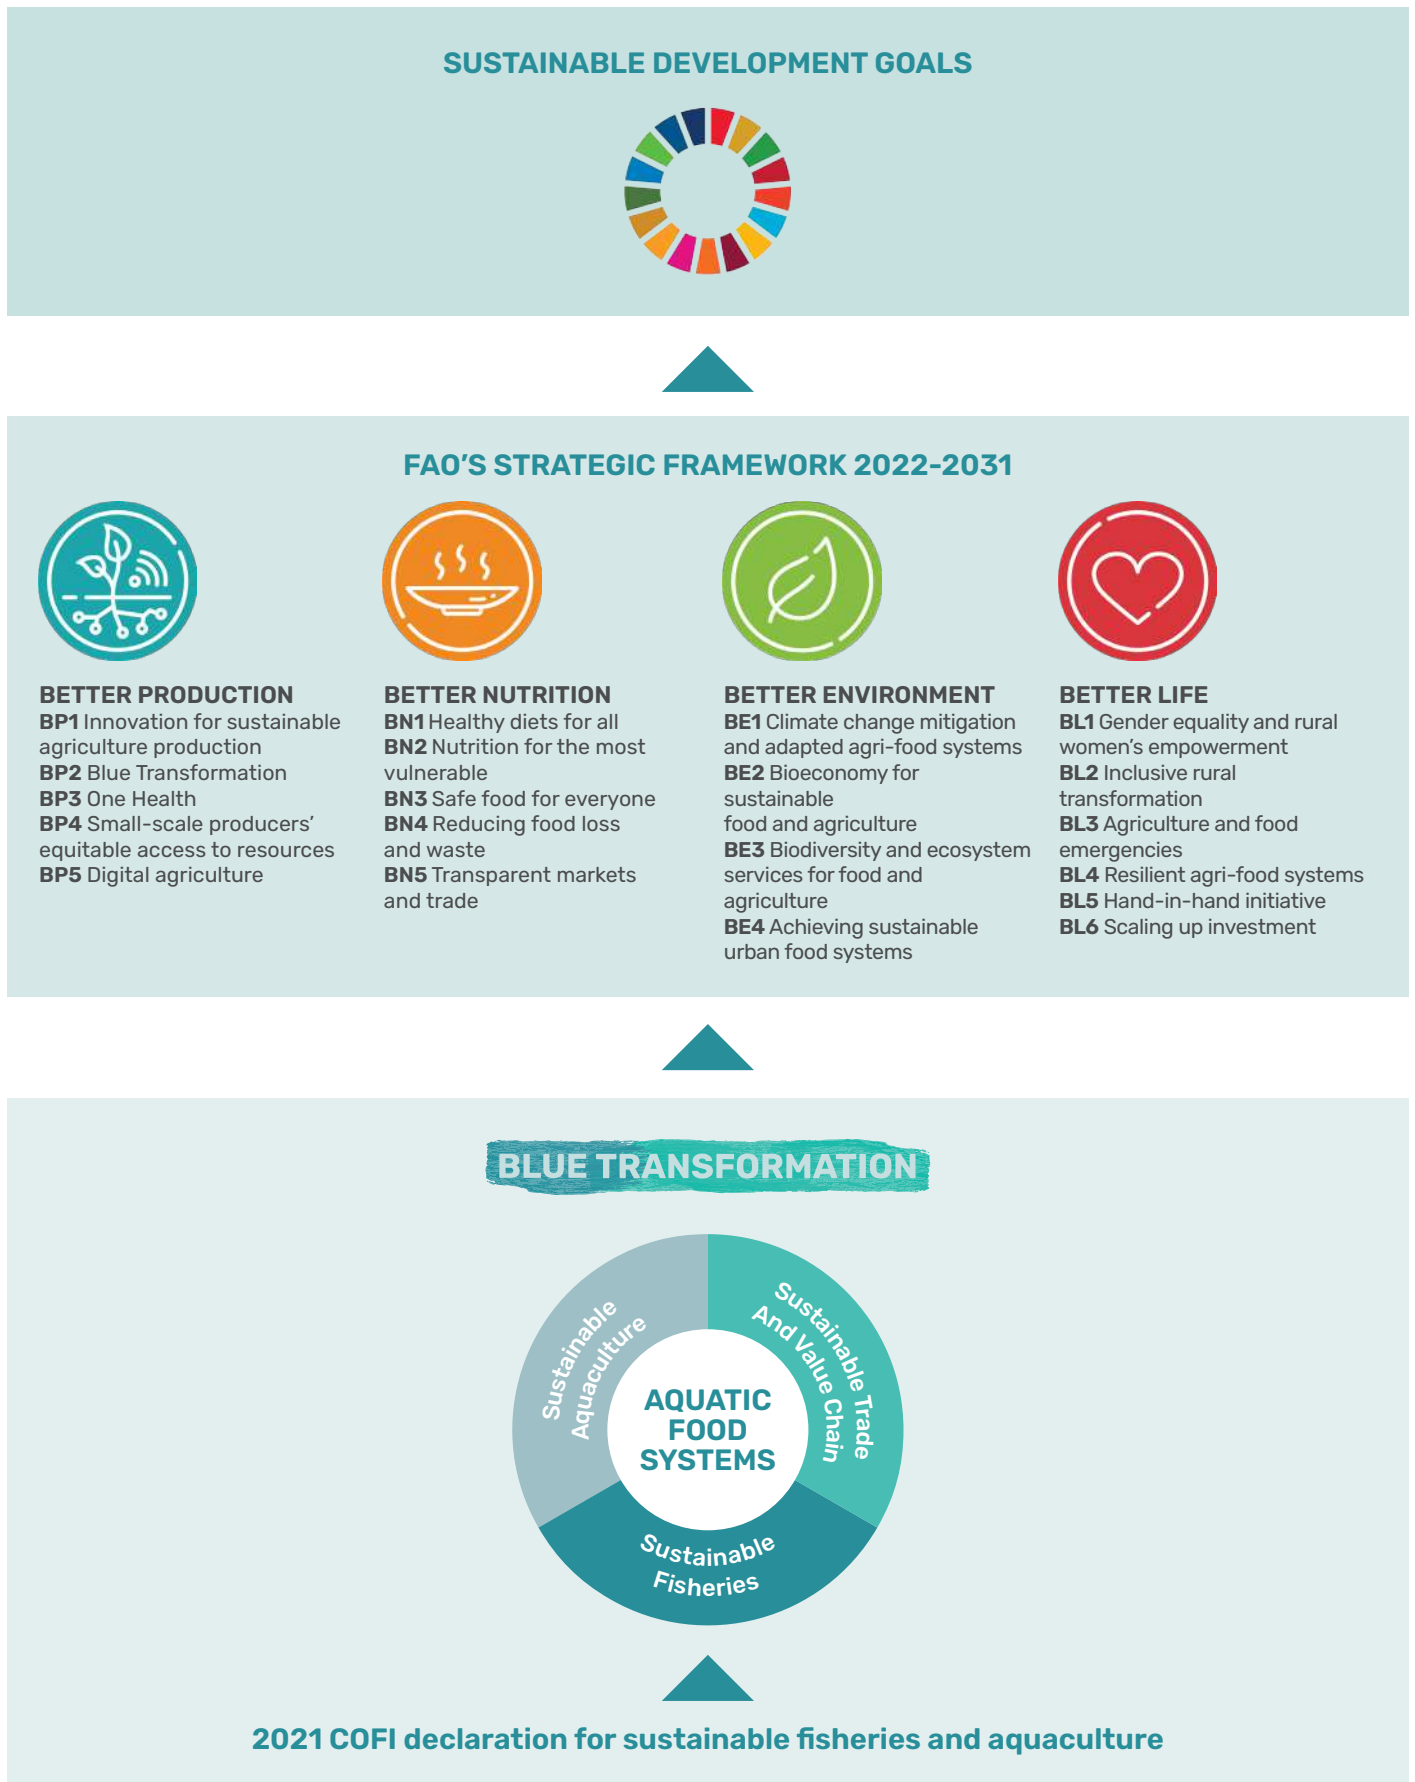 SUSTAINABLE DEVELOPMENT GOALS
FAO’S STRATEGIC FRAMEWORK 2022-2031
BETTER PRODUCTION
BP1 Innovation for sustainable
agriculture production
BP2 Blue Transformation
BP3 One Health
BP4 Small-scale producers’
equitable access to resources
BP5 Digital agriculture
BETTER NUTRITION
BN1 Healthy diets for all
BN2 Nutrition for the most
vulnerable
BN3 Safe food for everyone
BN4 Reducing food loss
and waste
BN5 Transparent markets
and trade
BETTER ENVIRONMENT
BE1 Climate change mitigation
and adapted agri-food systems
BE2 Bioeconomy for
sustainable
food and agriculture
BE3 Biodiversity and ecosystem
services for food and
agriculture
BE4 Achieving sustainable
urban food systems
BETTER LIFE
BL1 Gender equality and rural
women’s empowerment
BL2 Inclusive rural
transformation
BL3 Agriculture and food
emergencies
BL4 Resilient agri-food systems
BL5 Hand-in-hand initiative
BL6 Scaling up investment
BLUE TRANSFORMATION
Sustainable
Aquaculture
Sustainable Trade
And Value Chain
AQUATIC
FOOD
SYSTEMS
Sustainable
Fisheries
2021 COFI declaration for sustainable fisheries and aquaculture